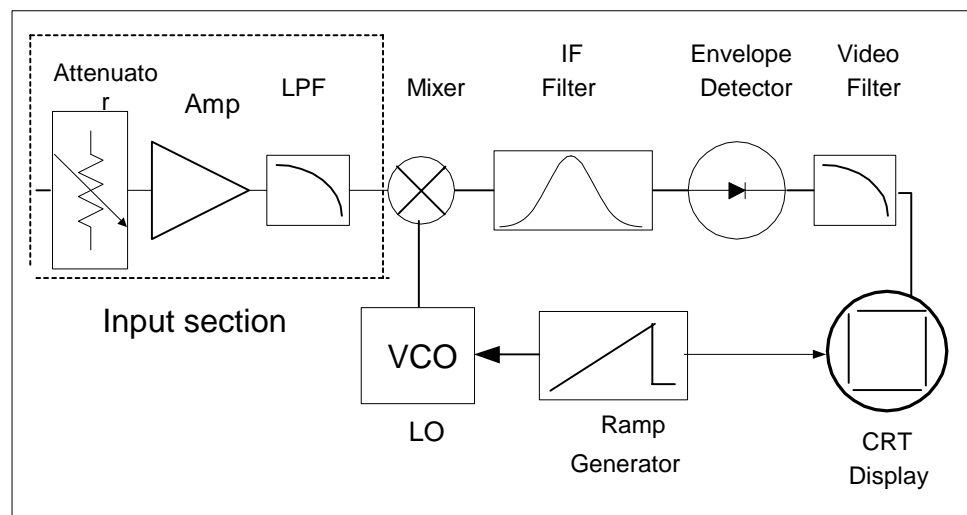 Attenuato
r
Amp
LPF
Mixer
IF
Filter
Envelope
Detector
Video
Filter
Input section
VCO
LO
Ramp
Generator
CRT
Display